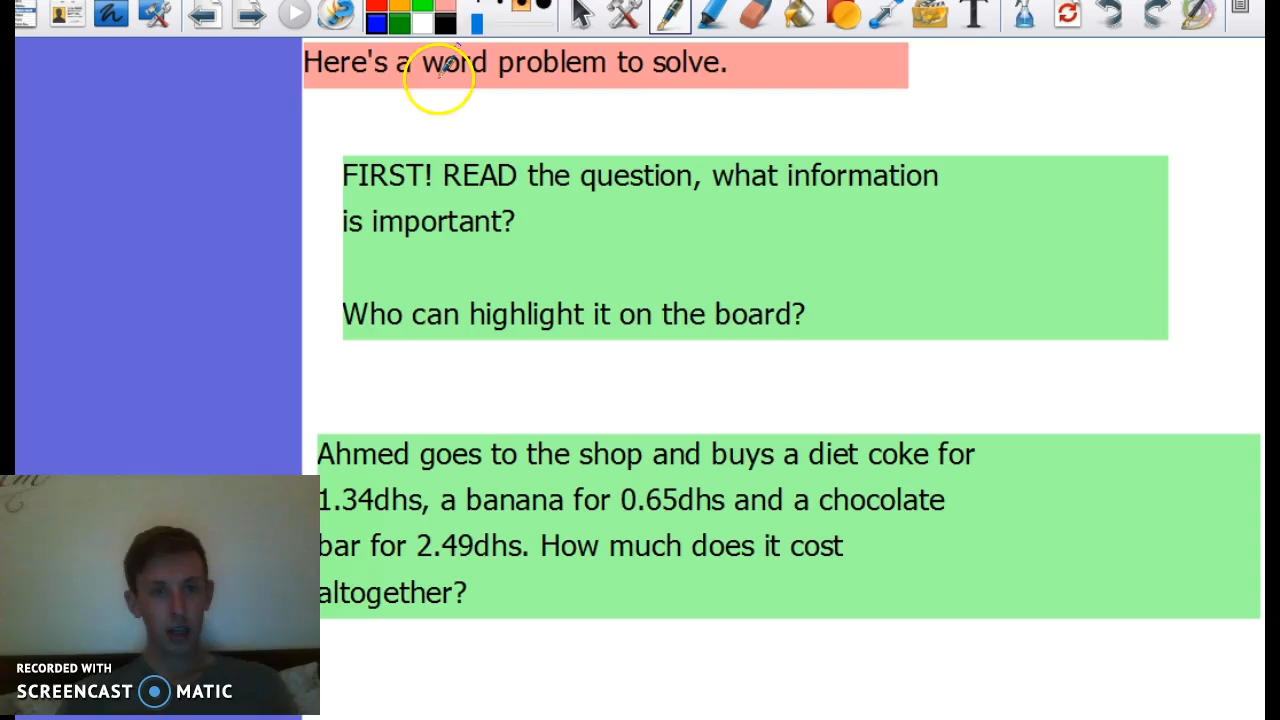 Here's a word problem to solve.
FIRST! READ the question, what information
is important?
Who can highlight it on the board?
Ahmed goes to the shop and buys a diet coke for
1.34dhs, a banana for 0.65dhs and a chocolate
bar for 2.49dhs. How much does it cost
altogether?
RECORDED WITH
SCREENCAST MATIC